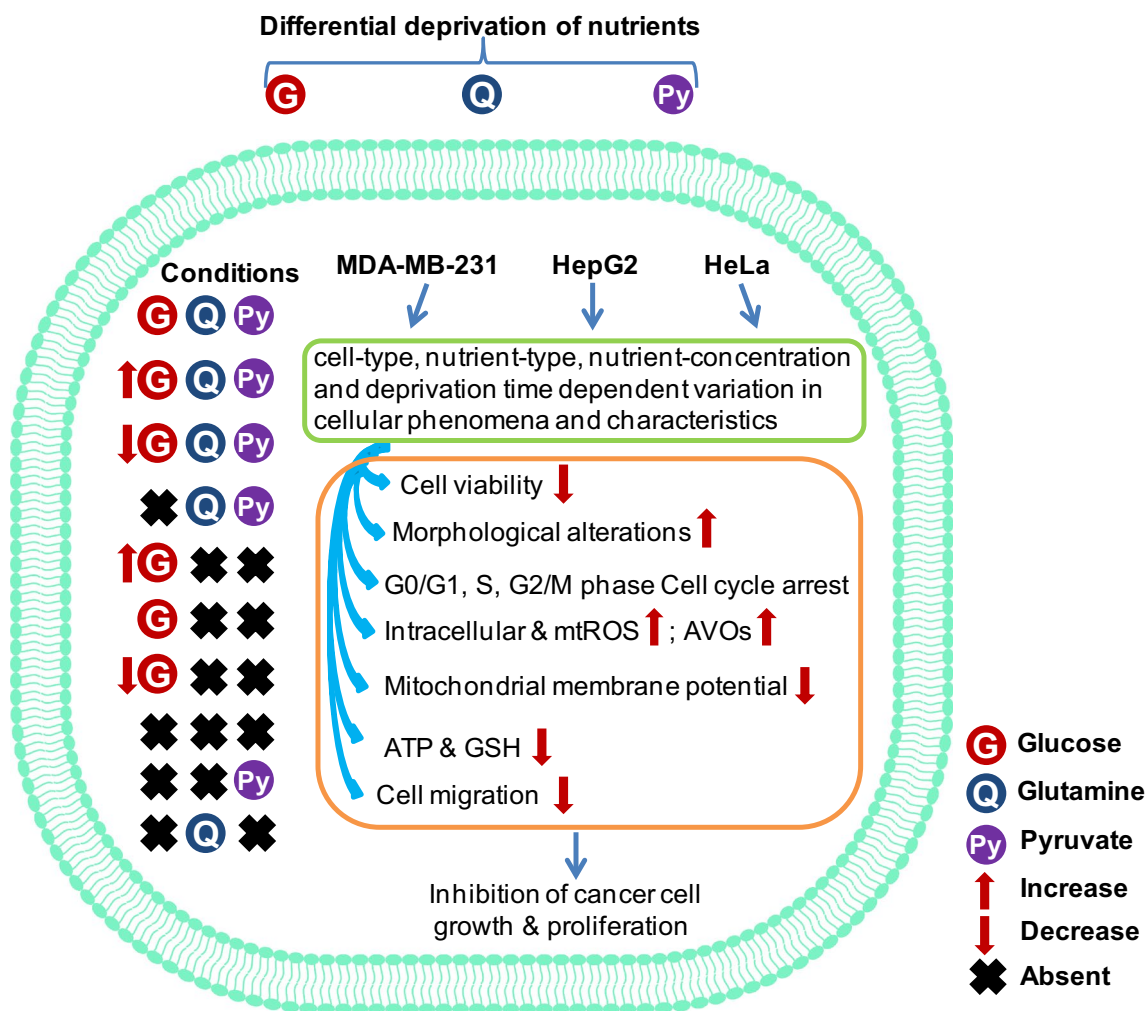 Differential deprivation of nutrients
G Q Py
Conditions
MDA-MB-231 HepG2 HeLa
G Q Py
G Q Py
G Q Py
Q Py
G
G
G
Py
Q
cell-type, nutrient-type, nutrient-concentration
and deprivation time dependent variation in
cellular phenomena and characteristics
Cell viability
Morphological alterations
G0/G1, S, G2/M phase Cell cycle arrest
Intracellular & mtROS ; AVOs
Mitochondrial membrane potential
ATP & GSH
Cell migration
Inhibition of cancer cell
growth & proliferation
G Glucose
Q Glutamine
Py Pyruvate
Increase
Decrease
Absent